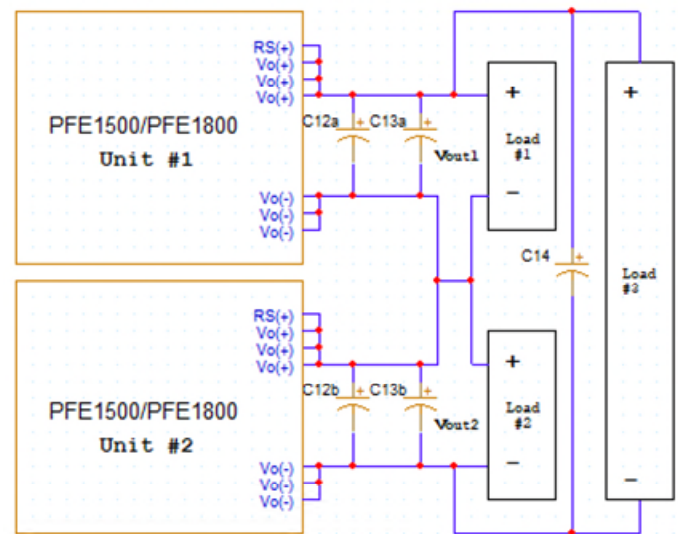 RS(+)
Vo(+)
Vo(+)
Vo(+)
PFE1500/PFE1800
Unit #1
C12a
+
C13a
+
Vout1
Vo(-)
Vo(-)
Vo(-)
+
Load
#1
−
+
C14
+
Load
#3
−
RS(+)
Vo(+)
Vo(+)
Vo(+)
PFE1500/PFE1800
Unit #2
C12b
+
C13b
+
Vout2
Vo(-)
Vo(-)
Vo(-)
+
Load
#2
−